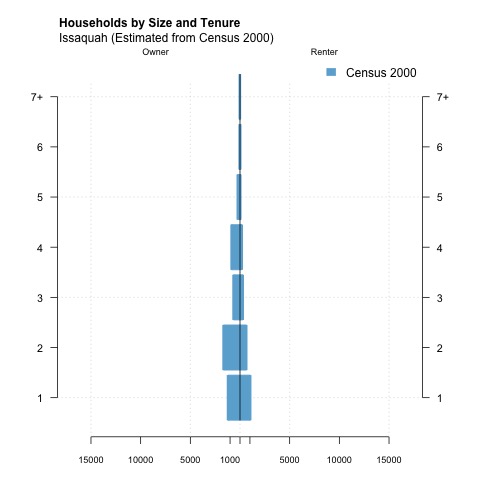 Households by Size and Tenure
Issaquah (Estimated from Census 2000)
Owner Renter
Census 2000
7+ 7+
6 6
5 5
4 4
3 3
2 2
1 1
15000 10000 5000 1000 5000 10000 15000